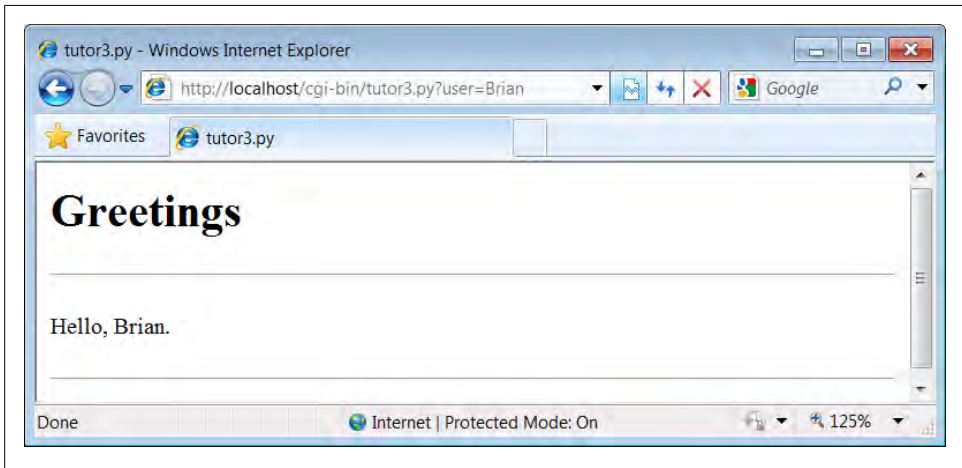 tutor3.py - Windows Internet Explorer
http://localhost/cgi-bin/tutor3.py?user=Brian
Google
Favorites
tutor3.py
Greetings
Hello, Brian.
Done
Internet | Protected Mode: On
125%